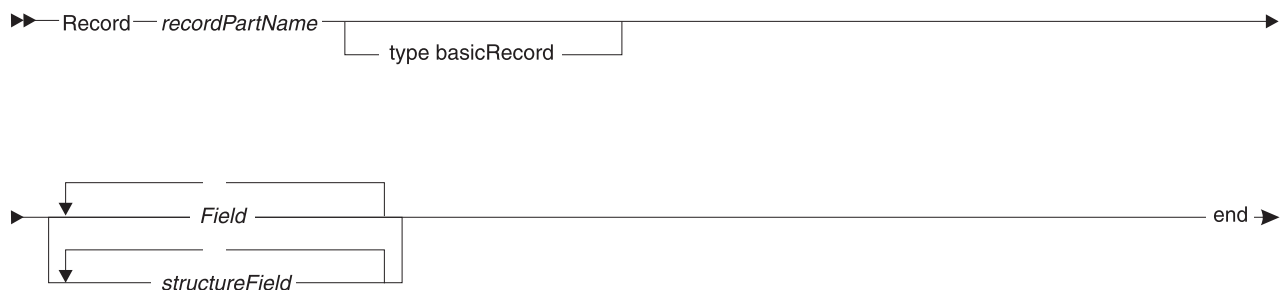 Record recordPartName
type basicRecord
Field
end
structureField